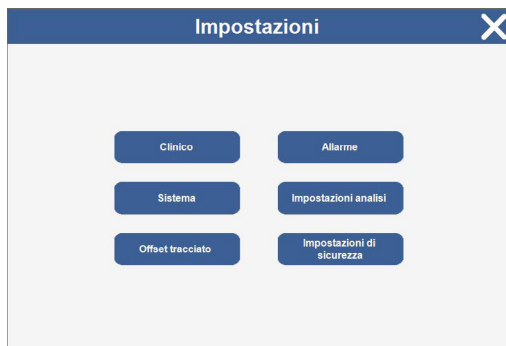 Impostazioni
Clinico
Allarme
Sistema
Impostazioni analisi
Offset tracciato
Impostazioni di
sicurezza